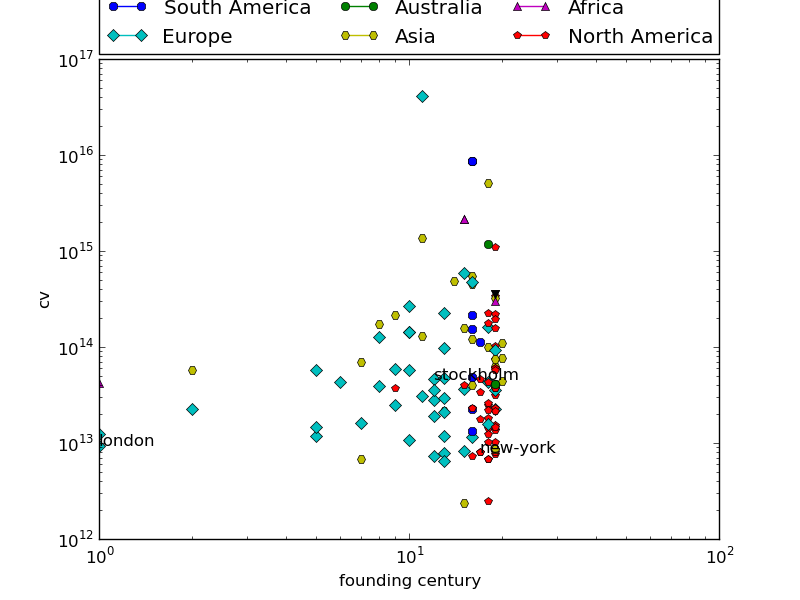 South America Australia Africa
Europe Asia North America
10^17
10^16
10^15
cv
10^14
stockholm
10^13
london
new-york
10^12
10^0 10^1 10^2
founding century